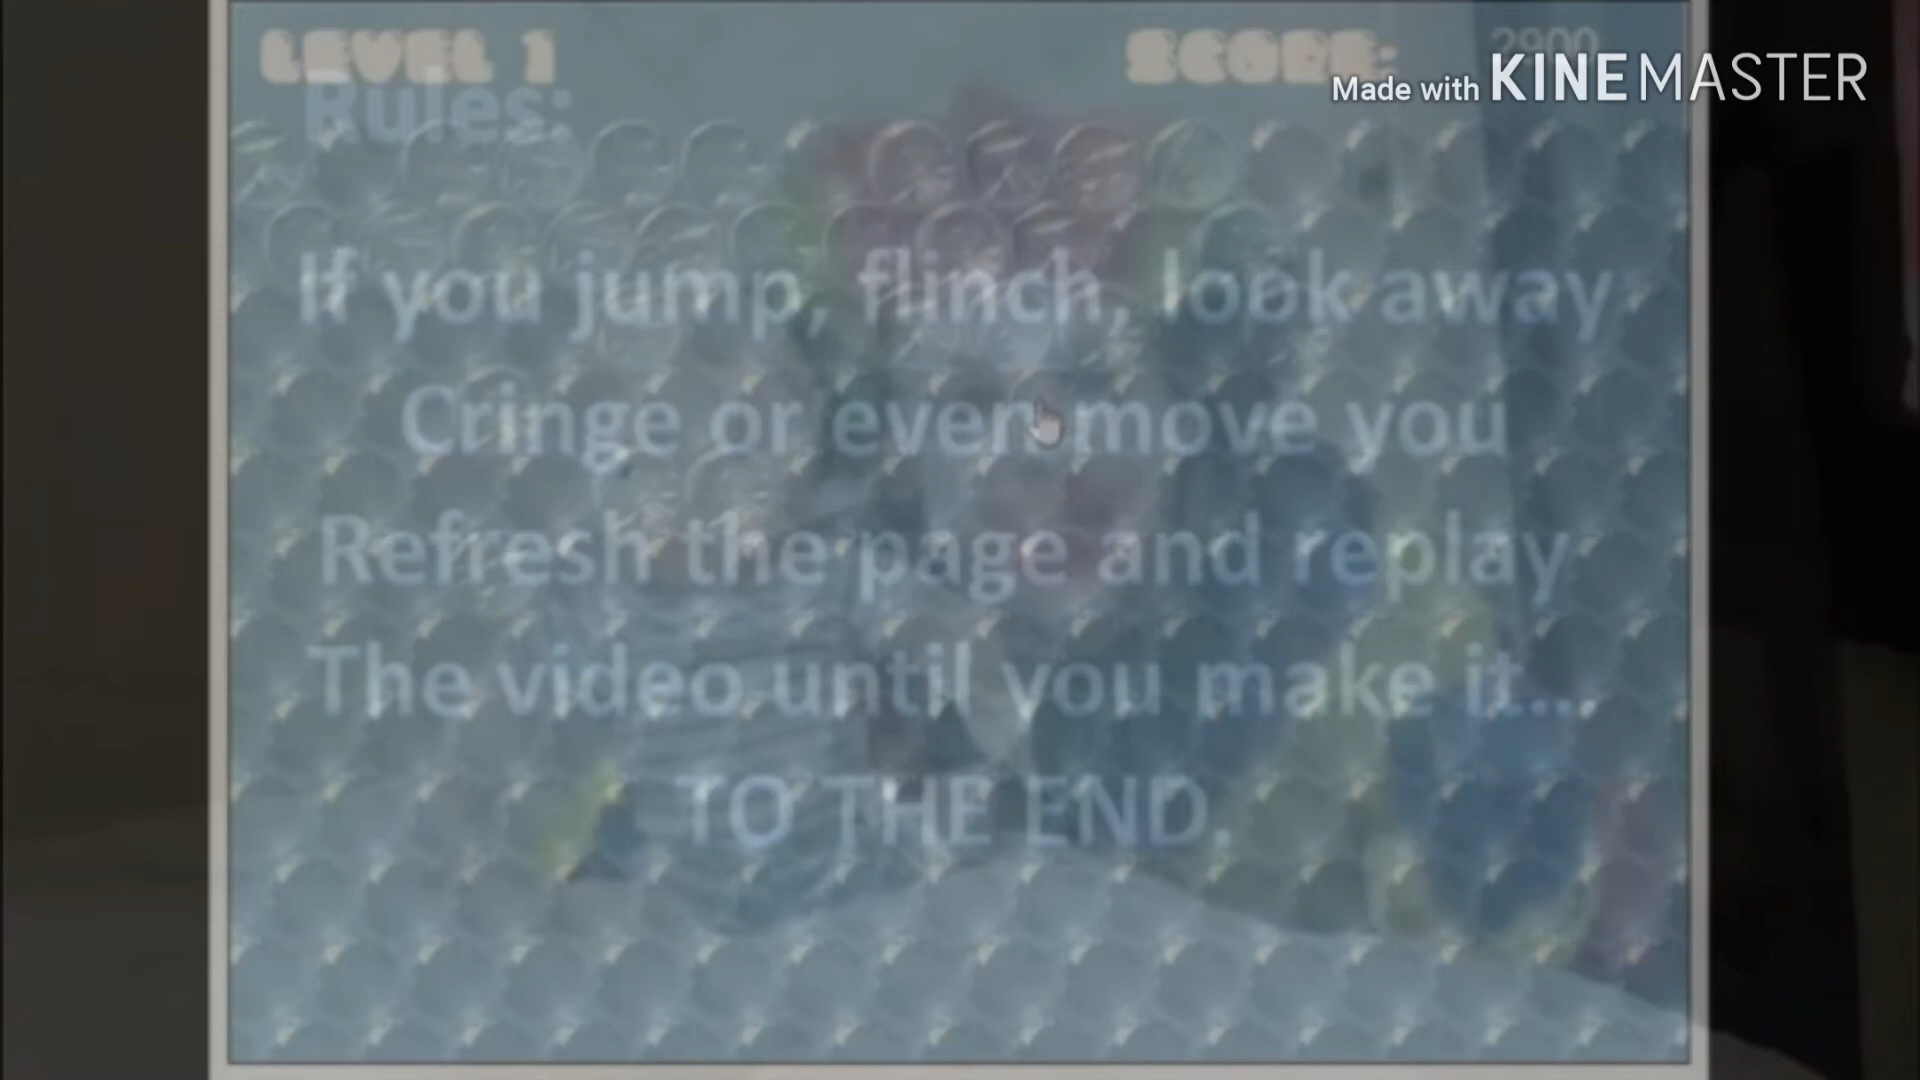 LEVEL 1
SCORE:
2900
Made with KINEMASTER
Rules:
If you jump, flinch, look away
Cringe or even move you
Refresh the page and replay
The video until you make it...
TO THE END.